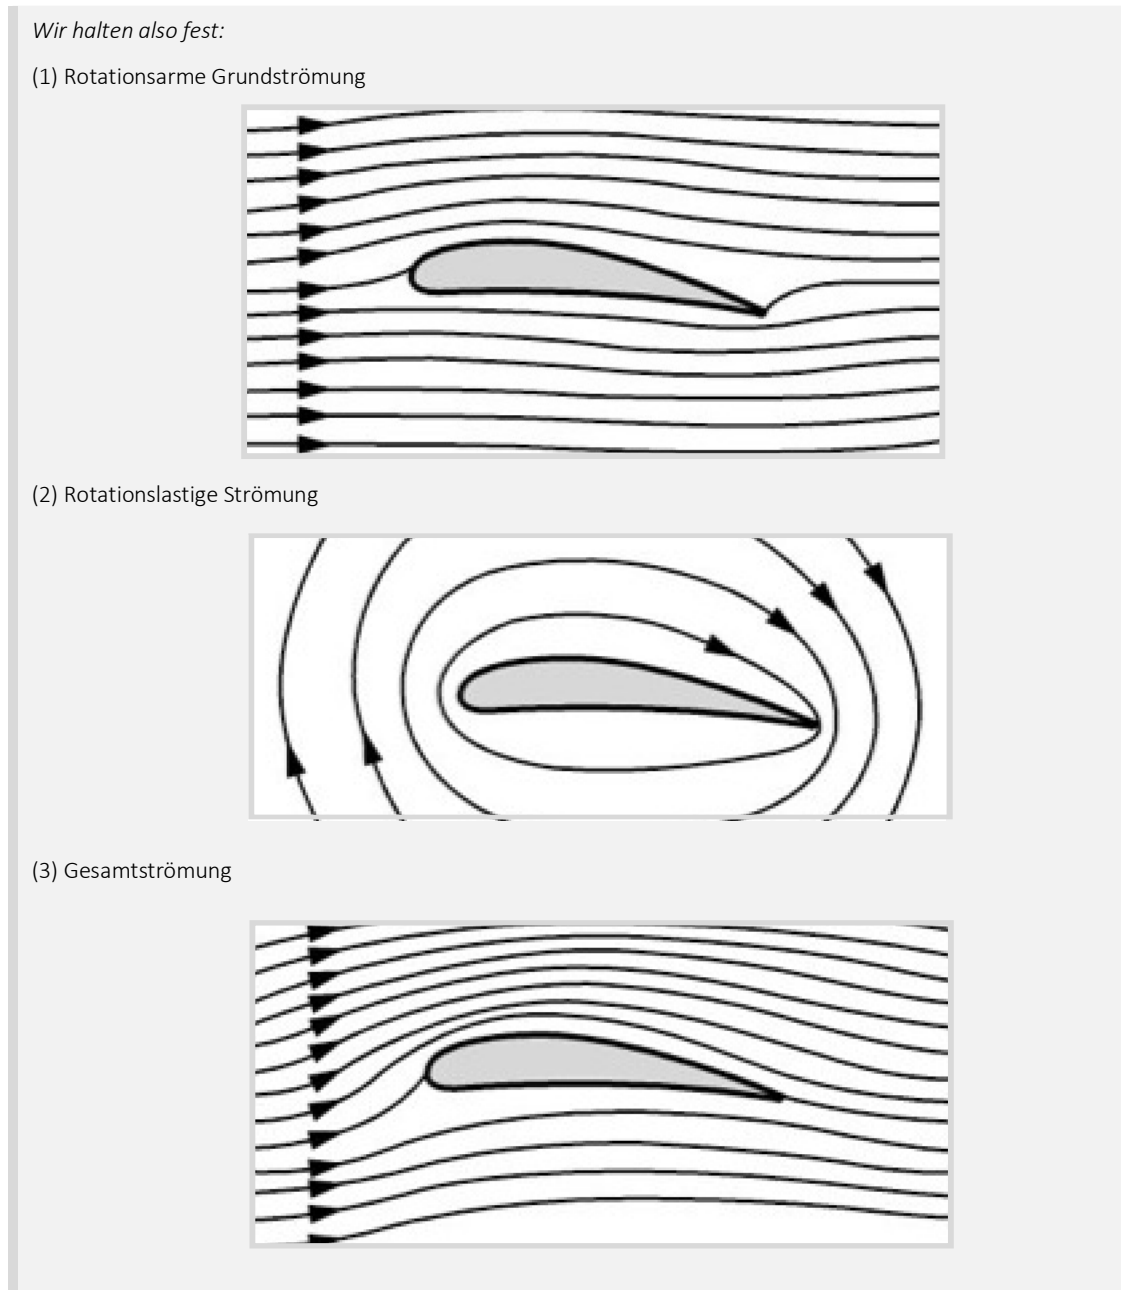 Wir halten also fest:
(1) Rotationsarme Grundströmung
(2) Rotationslastige Strömung
(3) Gesamtströmung